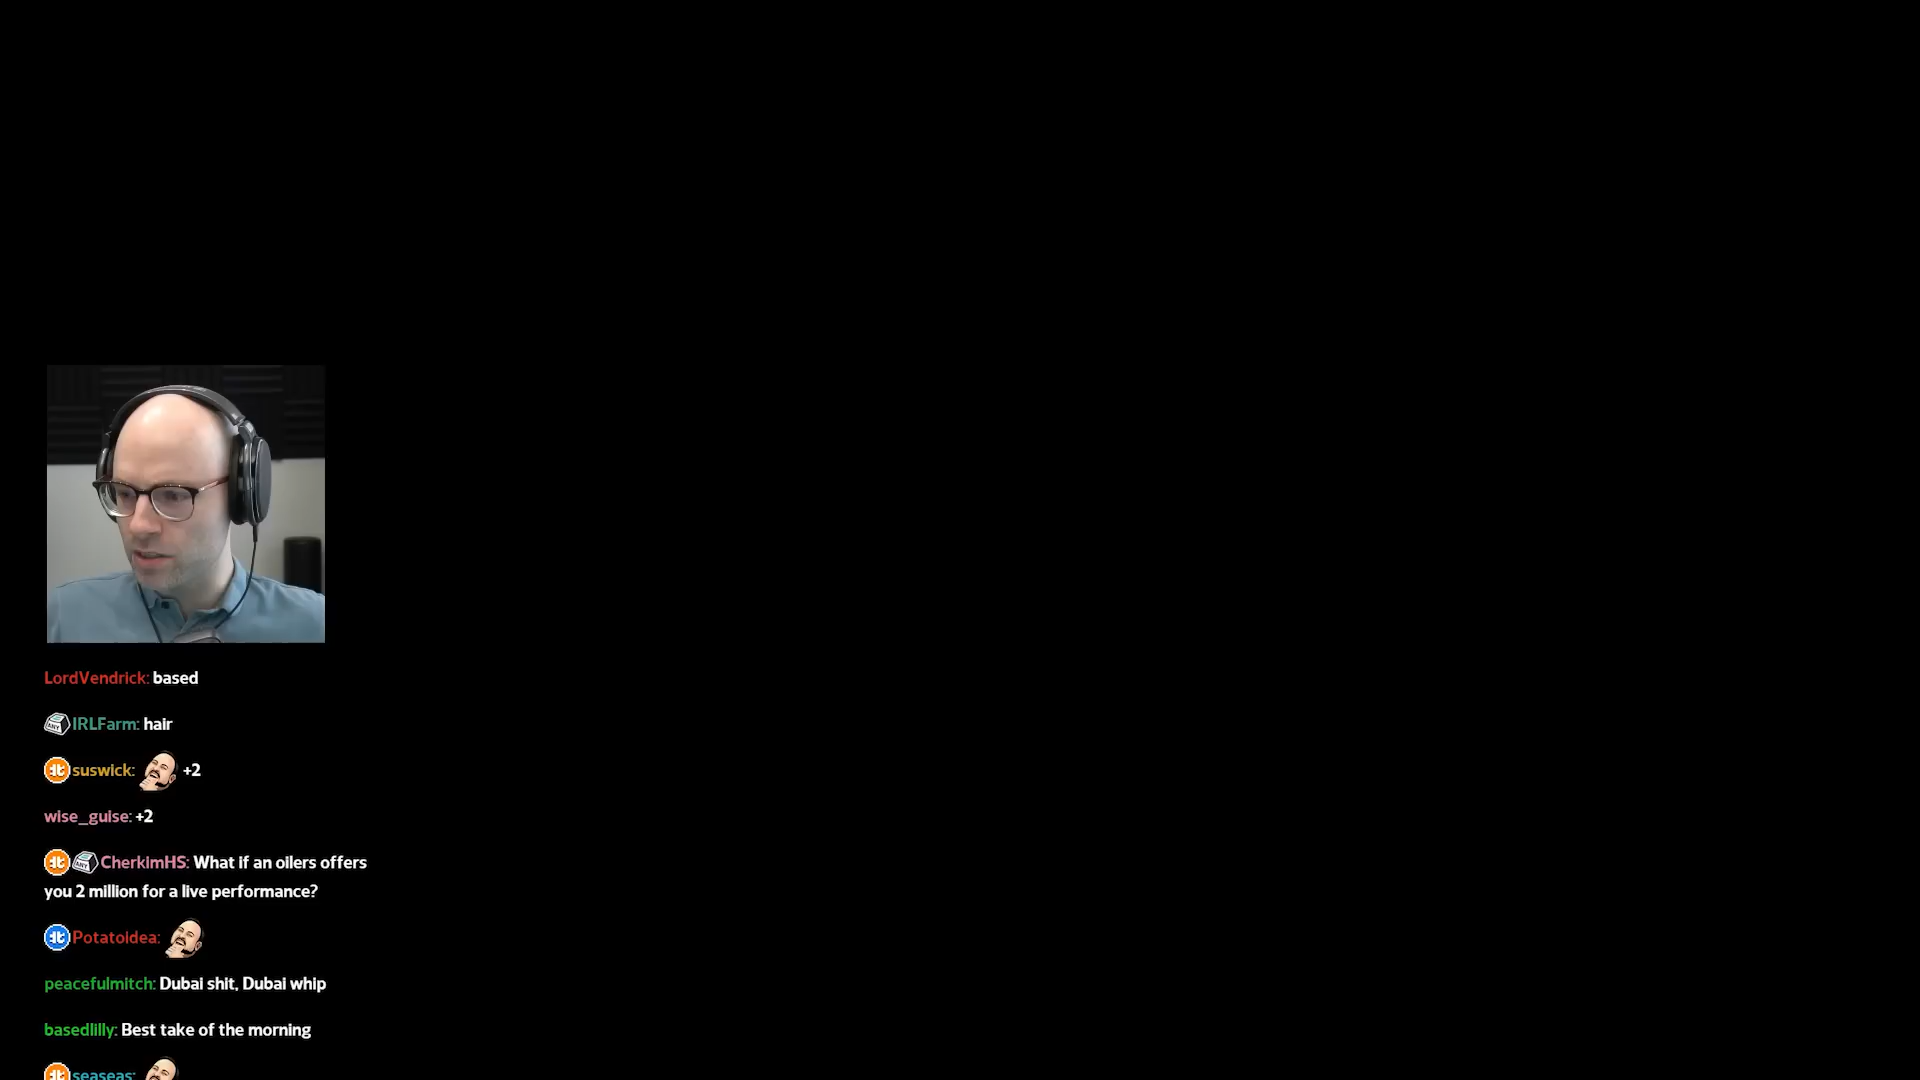 LordVendrick: based
IRLFarm: hair
suswick: +2
wise_guise: +2
CherkimHS: What if an oilers offers
you 2 million for a live performance?
Potatoidea:
peacefulmitch: Dubai shit, Dubai whip
basedlilly: Best take of the morning
seaseas: